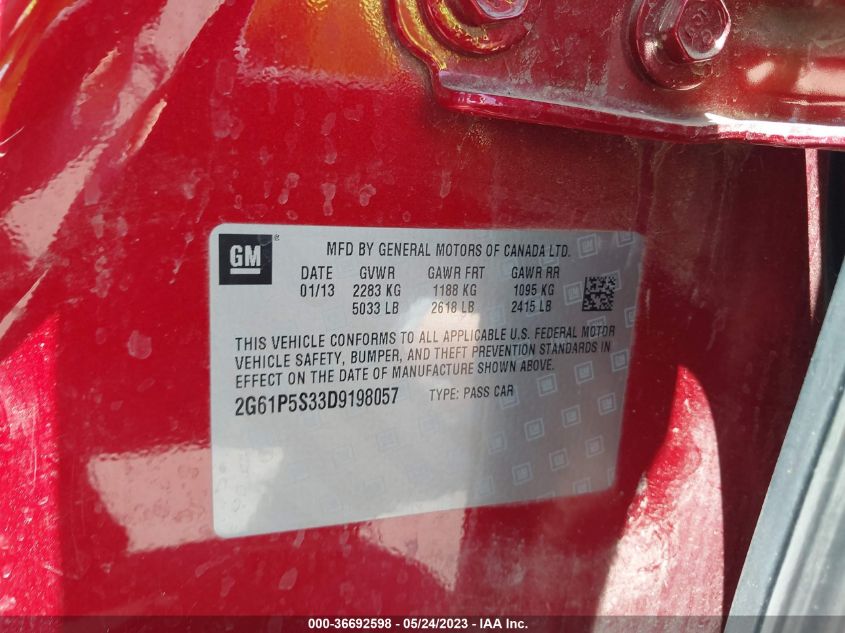 GM® MFD BY GENERAL MOTORS OF CANADA LTD.
DATE GVWR GAWR FRT GAWR RR
01/13 2283 KG 1188 KG 1095 KG
5033 LB 2618 LB 2415 LB
THIS VEHICLE CONFORMS TO ALL APPLICABLE U.S. FEDERAL MOTOR
VEHICLE SAFETY, BUMPER, AND THEFT PREVENTION STANDARDS IN
EFFECT ON THE DATE OF MANUFACTURE SHOWN ABOVE.
2G61P5S33D9198057 TYPE: PASS CAR
000-36692598 - 05/24/2023 - IAA Inc.